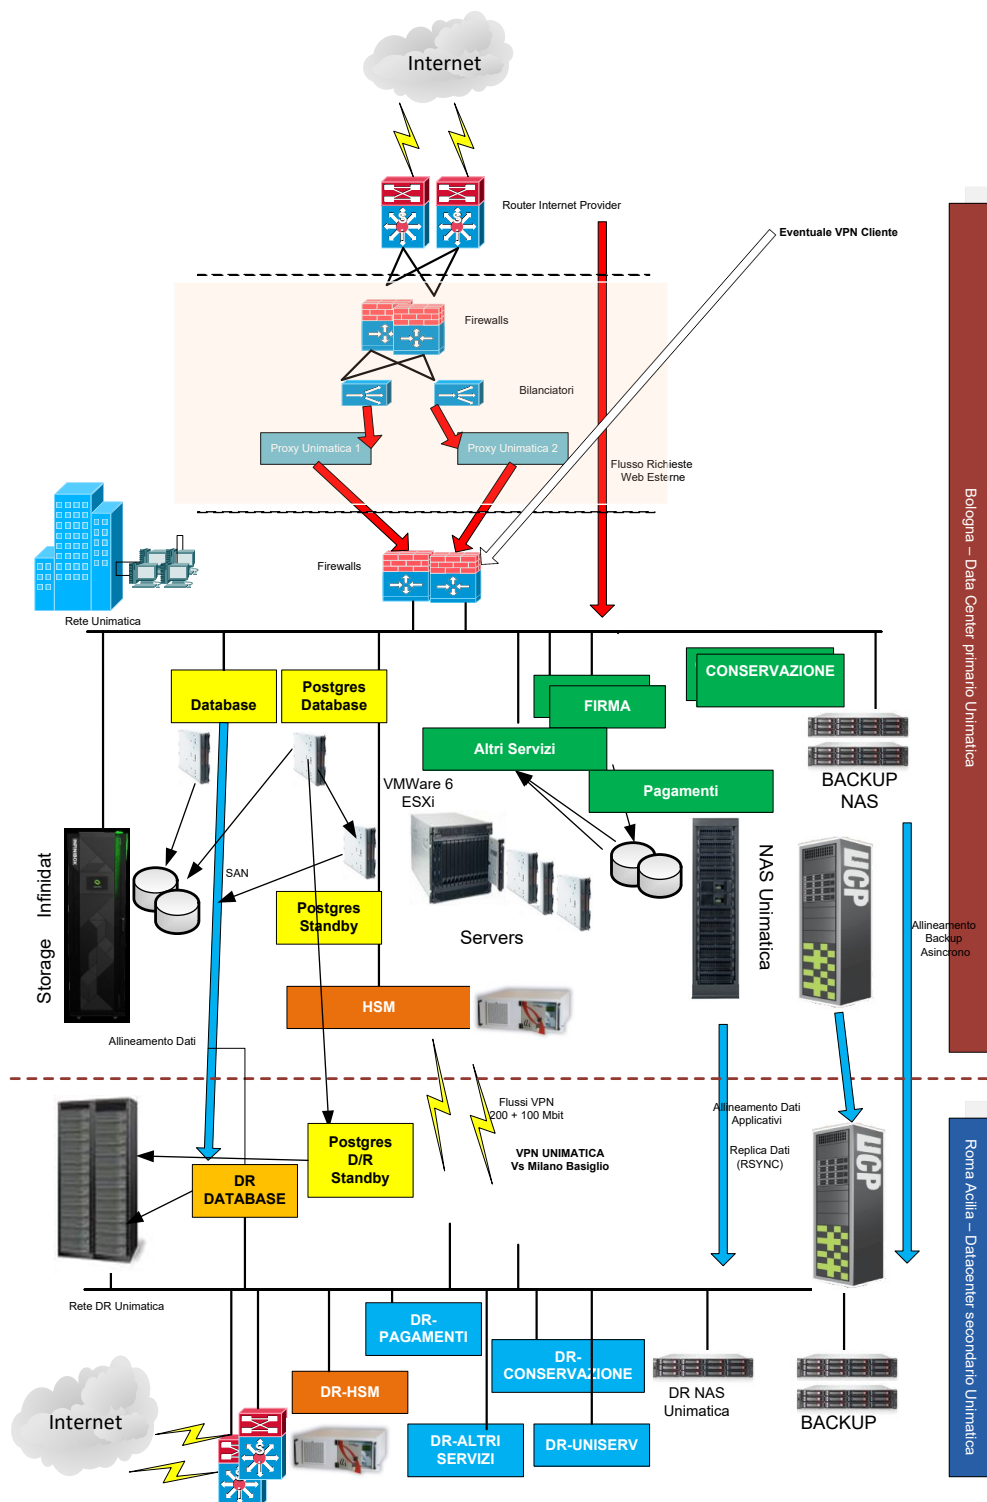 Internet
Router Internet Provider
Eventuale VPN Cliente
Firewalls
Bilanciatori
Proxy Unimatica 1
Proxy Unimatica 2
Flusso Richieste
Web Esterne
Firewalls
Rete Unimatica
Bologna – Data Center primario Unimatica
Database
Postgres
Database
FIRMA
CONSERVAZIONE
Altri Servizi
Pagamenti
VMWare 6
ESXi
BACKUP
NAS
Storage Infinidat
SAN
Postgres
Standby
Servers
NAS Unimatica
UCP
Allineamento
Backup
Asincrono
HSM
Allineamento Dati
Flussi VPN
200 + 100 Mbit
VPN UNIMATICA
Vs Milano Basiglio
Allineamento Dati
Applicativi
Replica Dati
(RSYNC)
UCP
Postgres
D/R
Standby
DR
DATABASE
Roma Acilia – Datacenter secondario Unimatica
Rete DR Unimatica
DR-
PAGAMENTI
DR-
CONSERVAZIONE
DR-HSM
DR NAS
Unimatica
BACKUP
Internet
DR-ALTRI
SERVIZI
DR-UNISERV